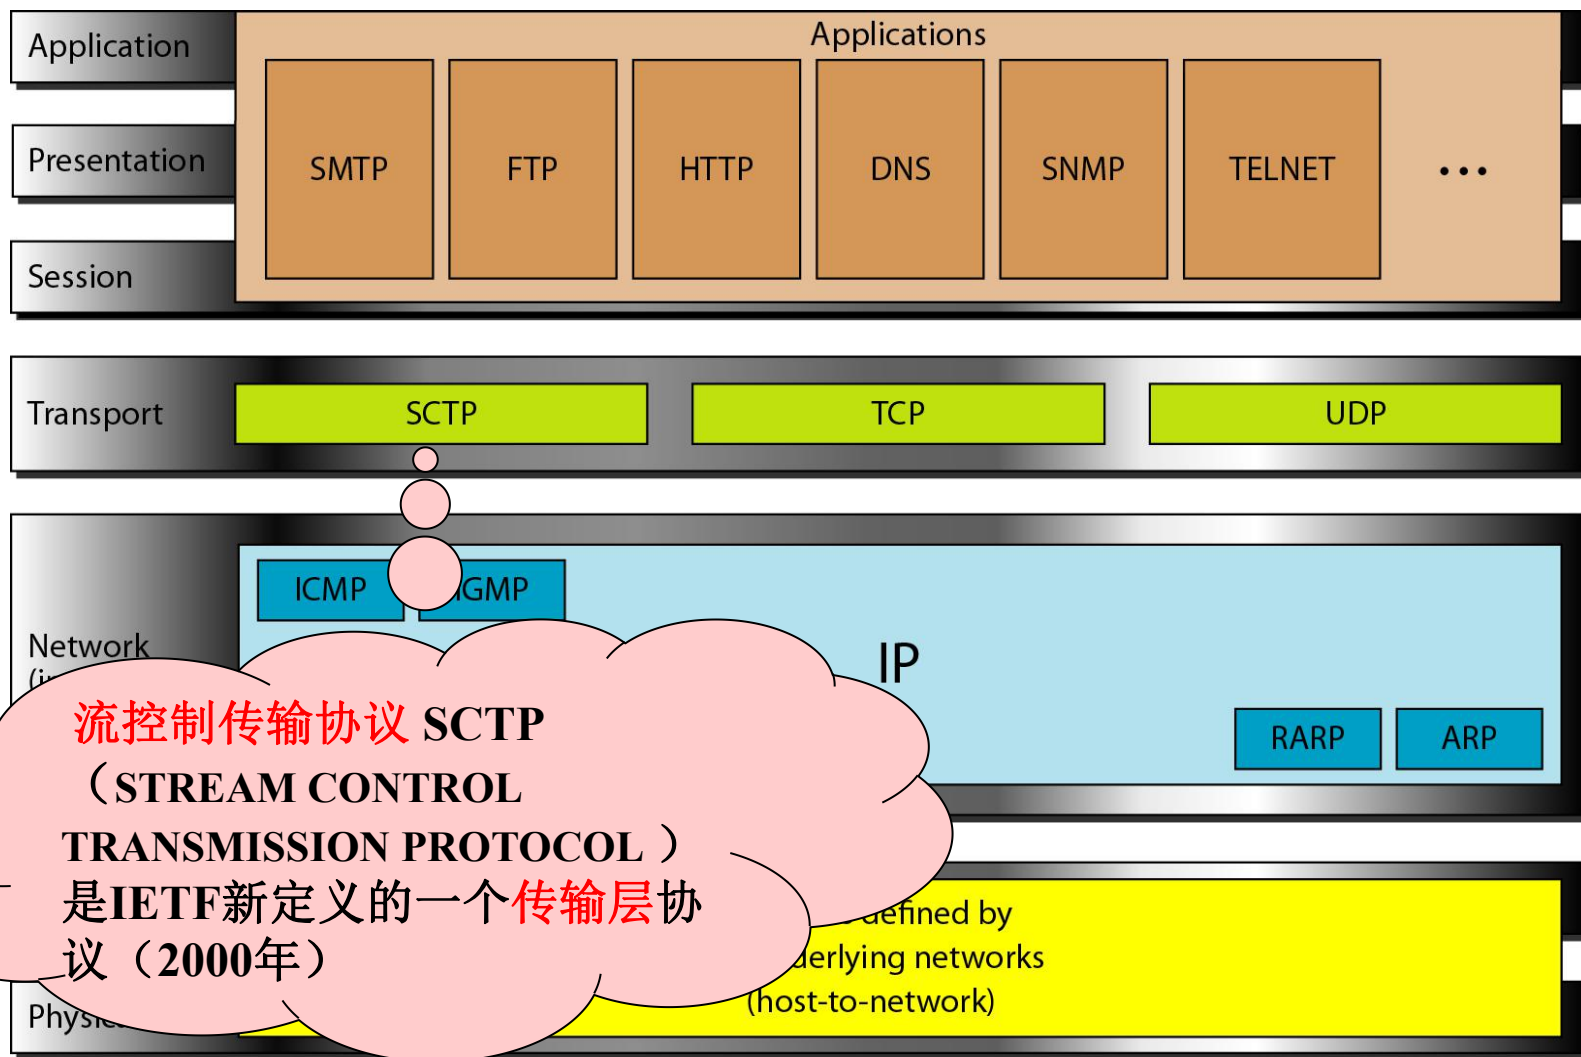 Application
Applications
Presentation
SMTP FTP HTTP DNS SNMP TELNET ...
Session
Transport
SCTP TCP UDP
ICMP
IGMP
Network
IP
RARP ARP
流控制传输协议 SCTP
（STREAM CONTROL
TRANSMISSION PROTOCOL ）
是IETF新定义的一个传输层协
议（2000年）
defined by
networks
(host-to-network)